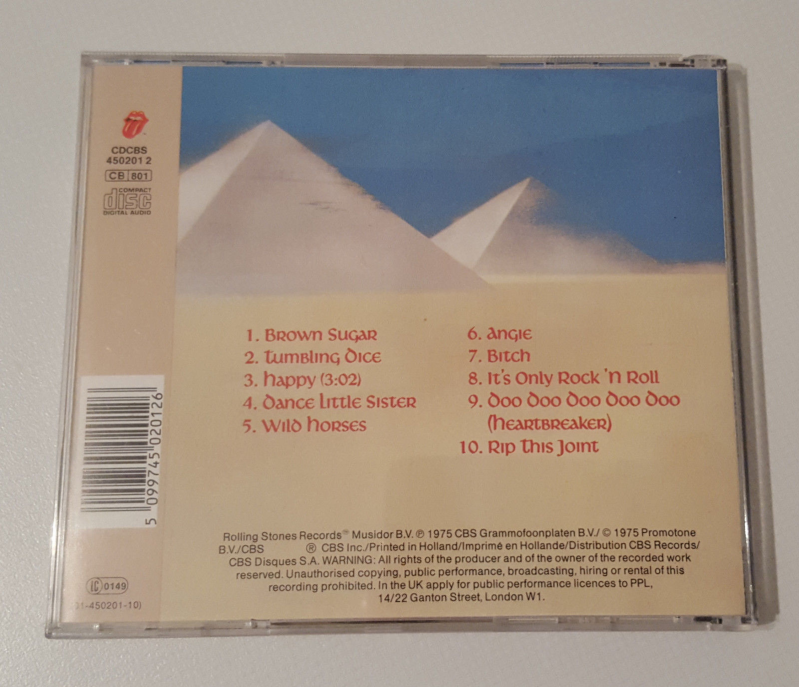 CDCBS
450201 2
CB 801
COMPACT
disc
DIGITAL AUDIO
1. Brown Sugar
2. Tumbling Dice
3. Happy (3:02)
4. Dance Little Sister
5. Wild Horses
6. Angie
7. Bitch
8. It's Only Rock 'N Roll
9. Doo Doo Doo Doo Doo
(Heartbreaker)
10. Rip This Joint
5 099745 020126
Rolling Stones Records® Musidor B.V. ℗ 1975 CBS Grammofoonplaten B.V./ © 1975 Promotone
B.V./CBS ® CBS Inc./Printed in Holland/Imprimé en Hollande/Distribution CBS Records/
CBS Disques S.A. WARNING: All rights of the producer and of the owner of the recorded work
reserved. Unauthorised copying, public performance, broadcasting, hiring or rental of this
recording prohibited. In the UK apply for public performance licences to PPL,
14/22 Ganton Street, London W1.
0149
01-450201-10)